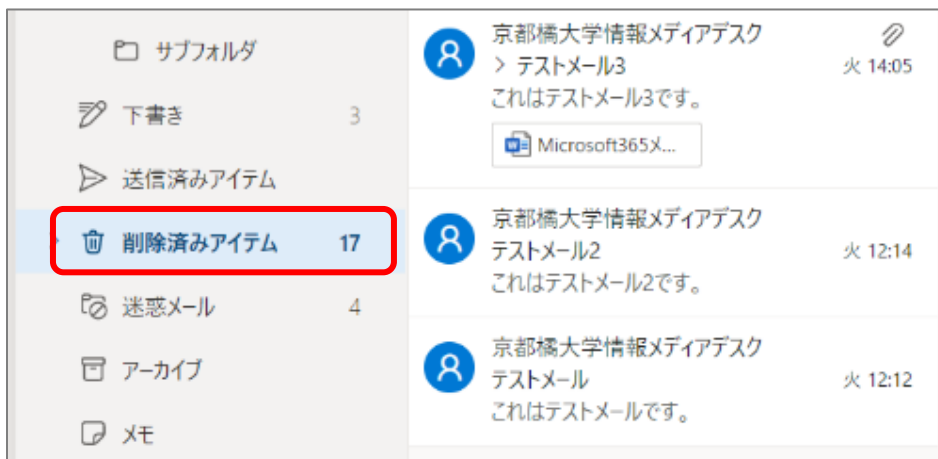 サブフォルダ
下書き 3
送信済みアイテム
削除済みアイテム 17
迷惑メール 4
アーカイブ
メモ
京都橘大学情報メディアデスク
> テストメール3 火 14:05
これはテストメール3です。
Microsoft365メ...
京都橘大学情報メディアデスク
テストメール2 火 12:14
これはテストメール2です。
京都橘大学情報メディアデスク
テストメール 火 12:12
これはテストメールです。